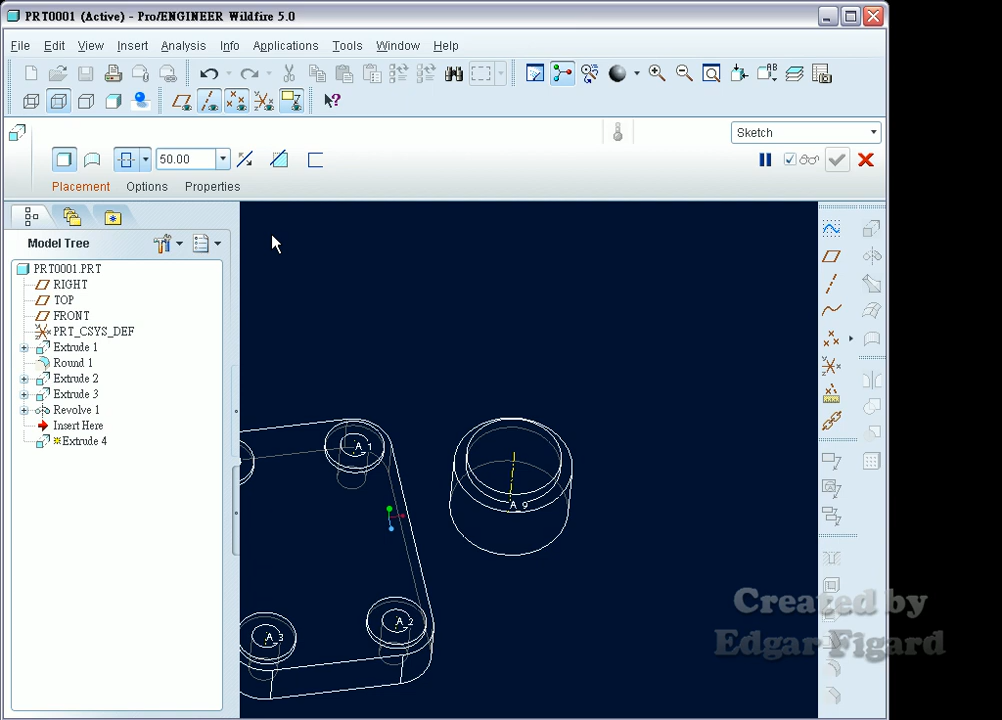 PRT0001 (Active) - Pro/ENGINEER Wildfire 5.0
File Edit View Insert Analysis Info Applications Tools Window Help
Sketch
50.00
Placement Options Properties
Model Tree
PRT0001.PRT
RIGHT
TOP
FRONT
PRT_CSYS_DEF
Extrude 1
Round 1
Extrude 2
Extrude 3
Revolve 1
Insert Here
Extrude 4
A_1
A_9
A_2
A_3
Created by
Edgar Figard